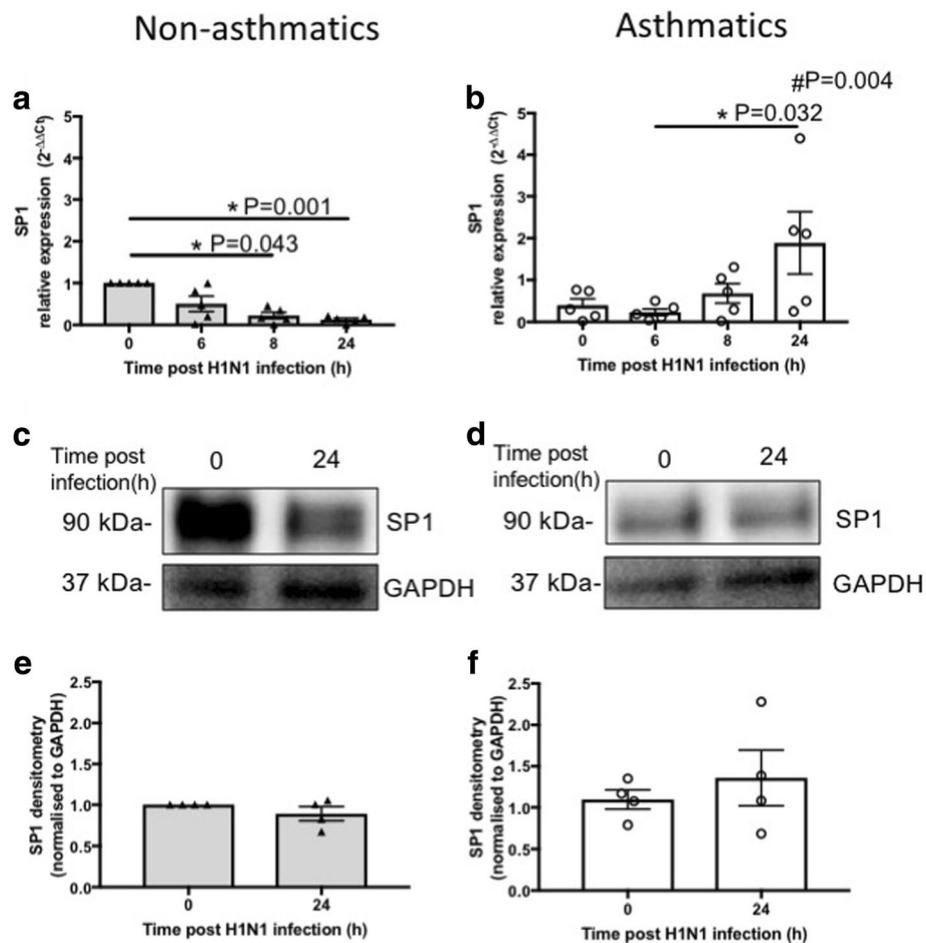 Non-asthmatics
Asthmatics
a
SP1
relative expression (2^-ΔΔCt)
5
4
3
2
1
0
* P=0.001
* P=0.043
0 6 8 24
Time post H1N1 infection (h)
b
#P=0.004
SP1
relative expression (2^-ΔΔCt)
5
4
3
2
1
0
* P=0.032
0 6 8 24
Time post H1N1 infection (h)
c
Time post
infection(h)
0 24
90 kDa- SP1
37 kDa- GAPDH
d
Time post
infection(h)
0 24
90 kDa- SP1
37 kDa- GAPDH
e
SP1 densitometry
(normalised to GAPDH)
2.5
2.0
1.5
1.0
0.5
0.0
0 24
Time post H1N1 infection (h)
f
SP1 densitometry
(normalised to GAPDH)
2.5
2.0
1.5
1.0
0.5
0.0
0 24
Time post H1N1 infection (h)